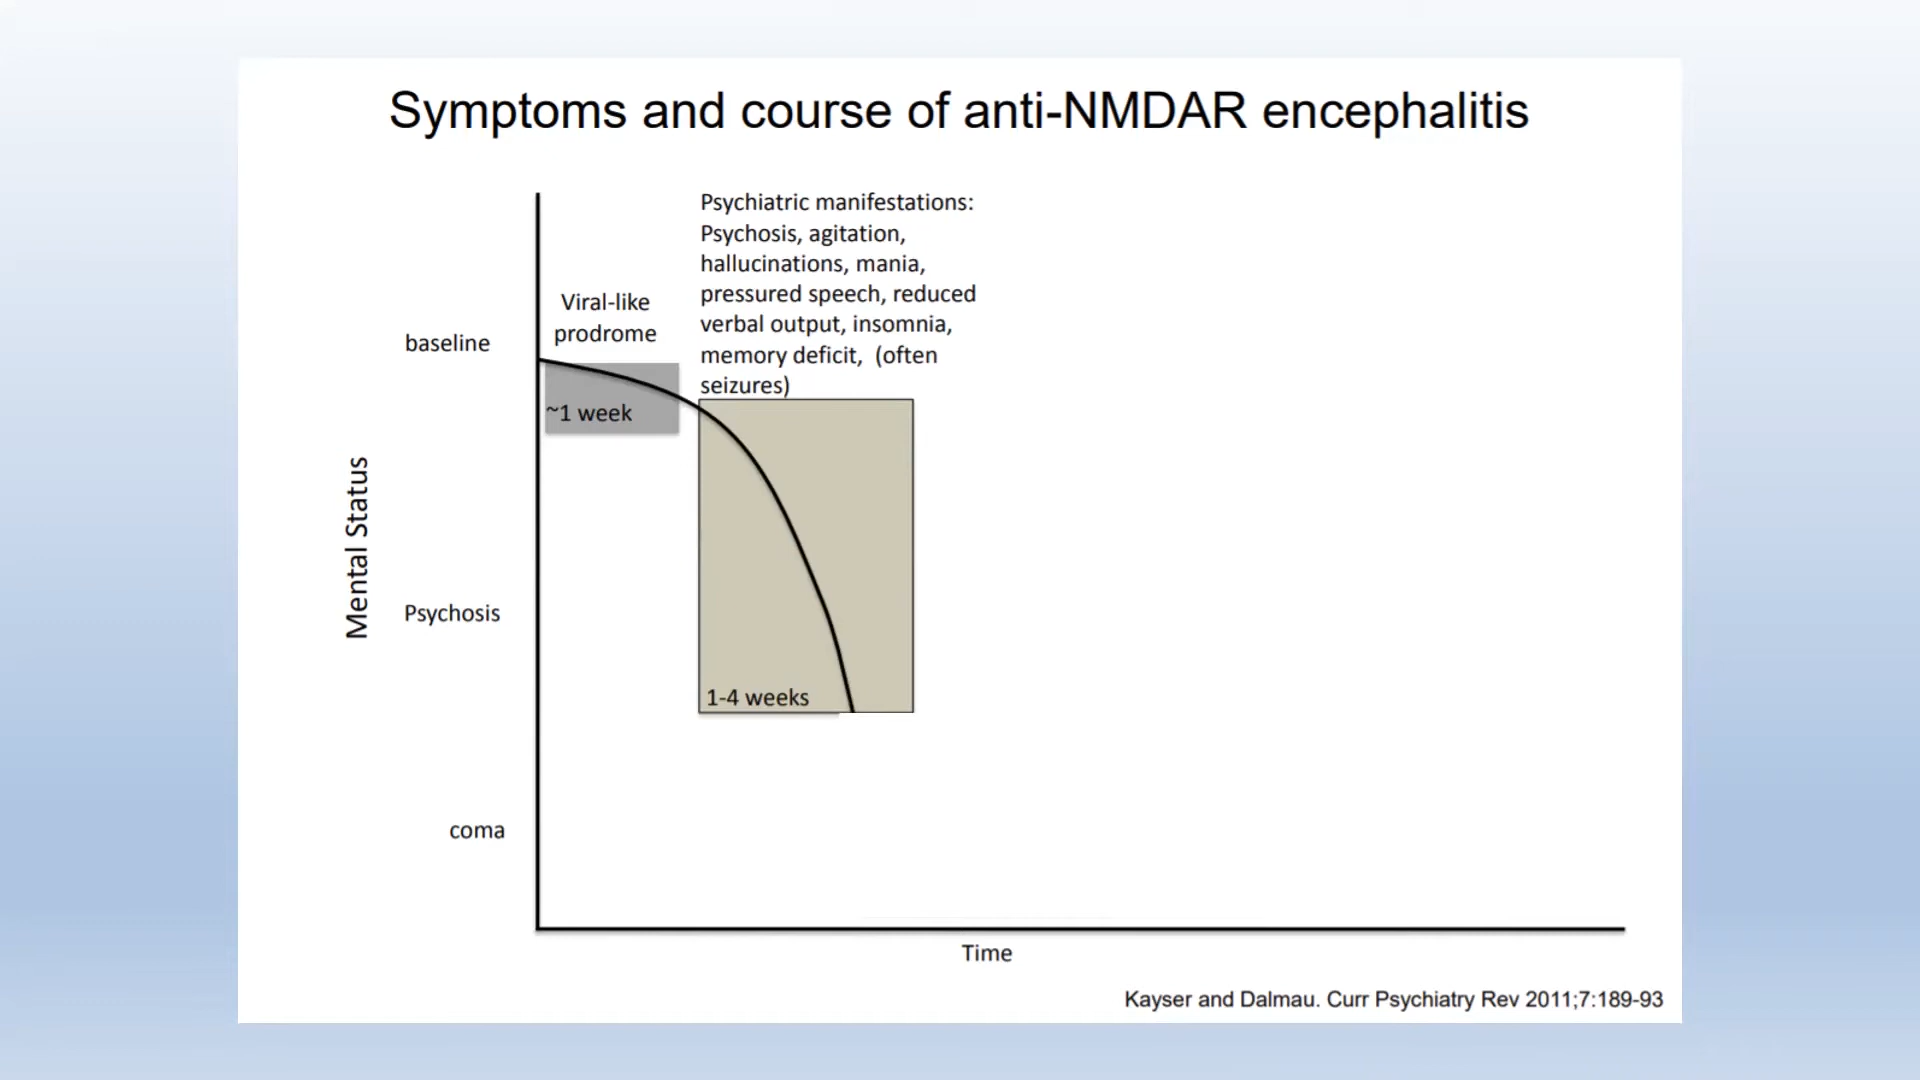 Symptoms and course of anti-NMDAR encephalitis
Psychiatric manifestations:
Psychosis, agitation,
hallucinations, mania,
pressured speech, reduced
verbal output, insomnia,
memory deficit, (often
seizures)
Viral-like
prodrome
baseline
~1 week
Mental Status
Psychosis
1-4 weeks
coma
Time
Kayser and Dalmau. Curr Psychiatry Rev 2011;7:189-93